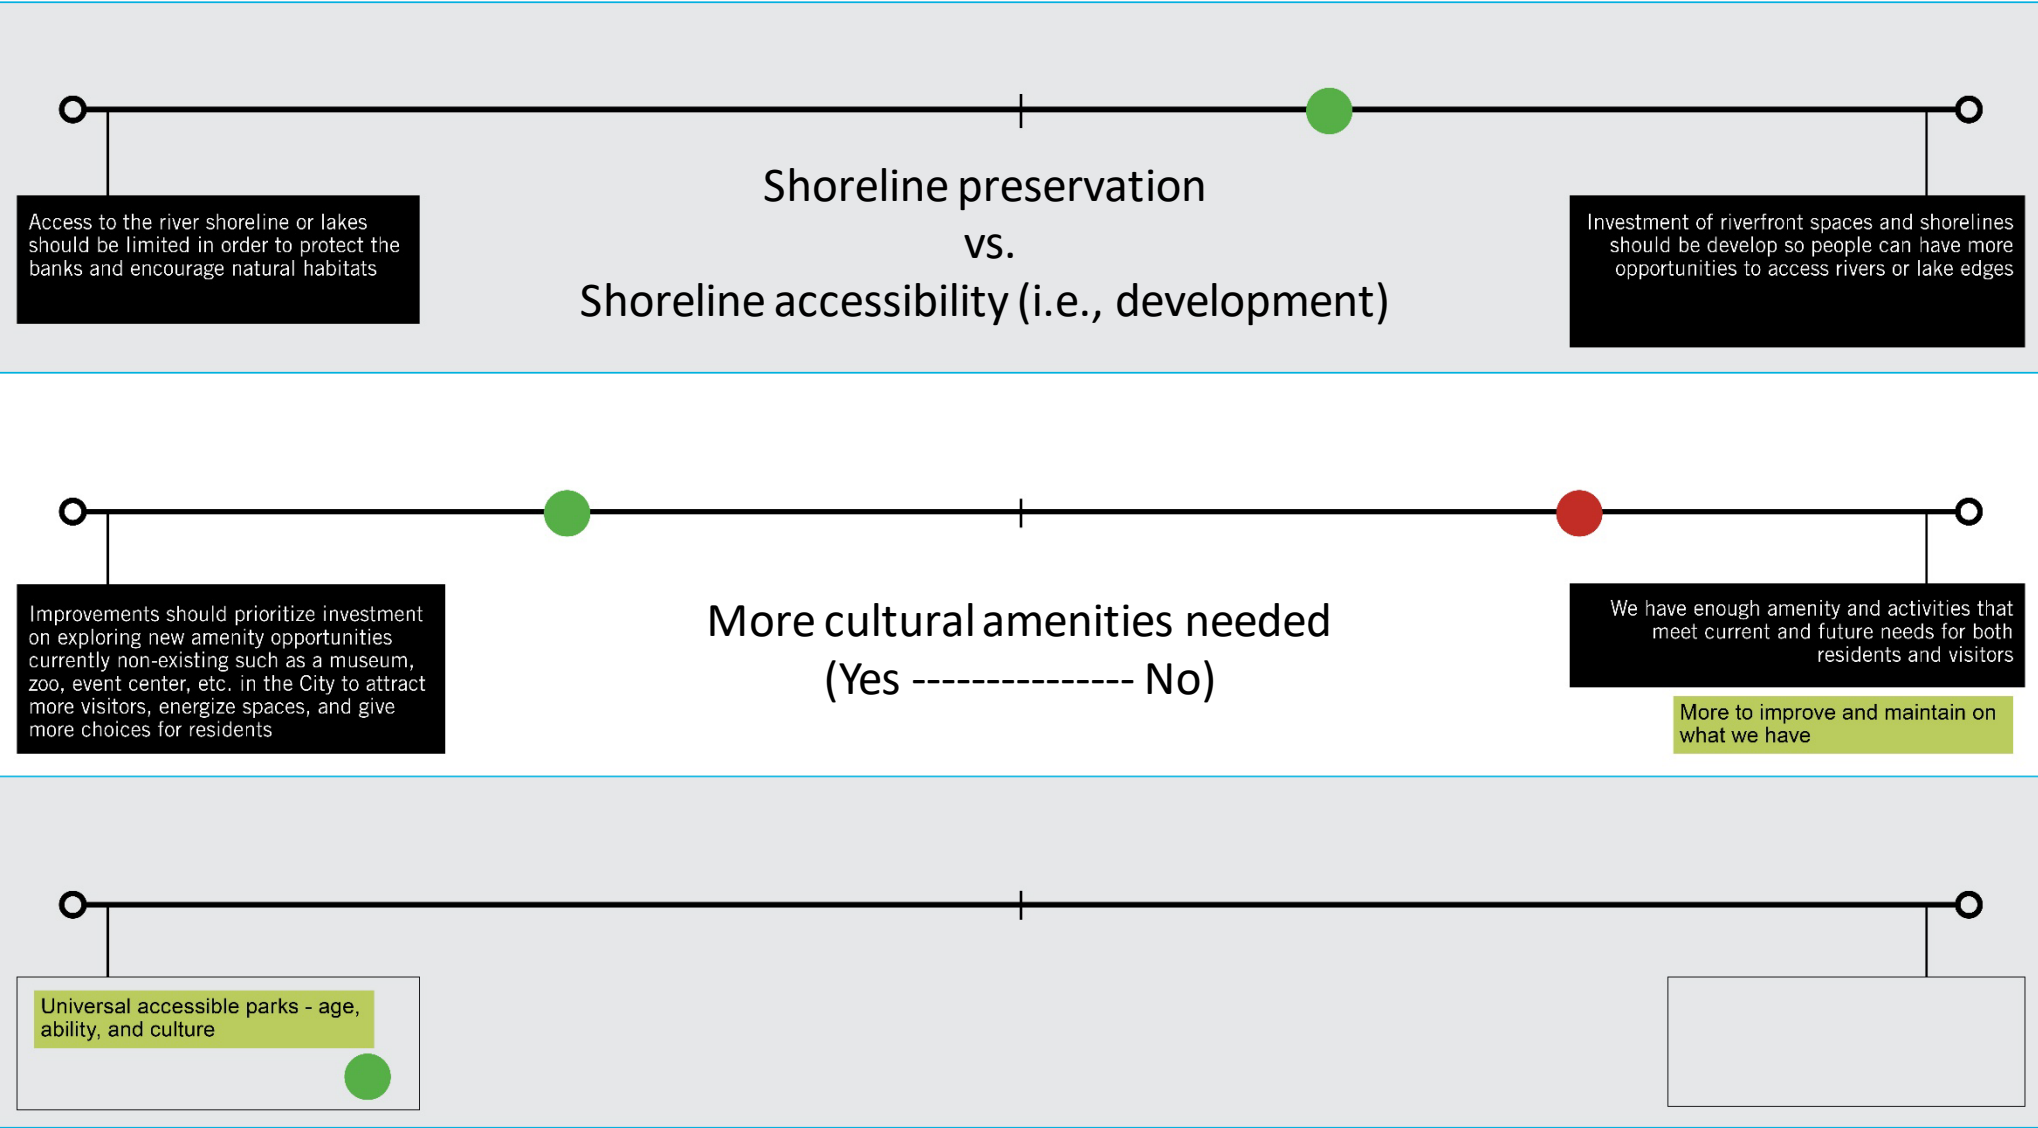 Access to the river shoreline or lakes
should be limited in order to protect the
banks and encourage natural habitats
Shoreline preservation
vs.
Shoreline accessibility (i.e., development)
Investment of riverfront spaces and shorelines
should be develop so people can have more
opportunities to access rivers or lake edges
Improvements should prioritize investment
on exploring new amenity opportunities
currently non-existing such as a museum,
zoo, event center, etc. in the City to attract
more visitors, energize spaces, and give
more choices for residents
More cultural amenities needed
(Yes --------------- No)
We have enough amenity and activities that
meet current and future needs for both
residents and visitors
More to improve and maintain on
what we have
Universal accessible parks - age,
ability, and culture